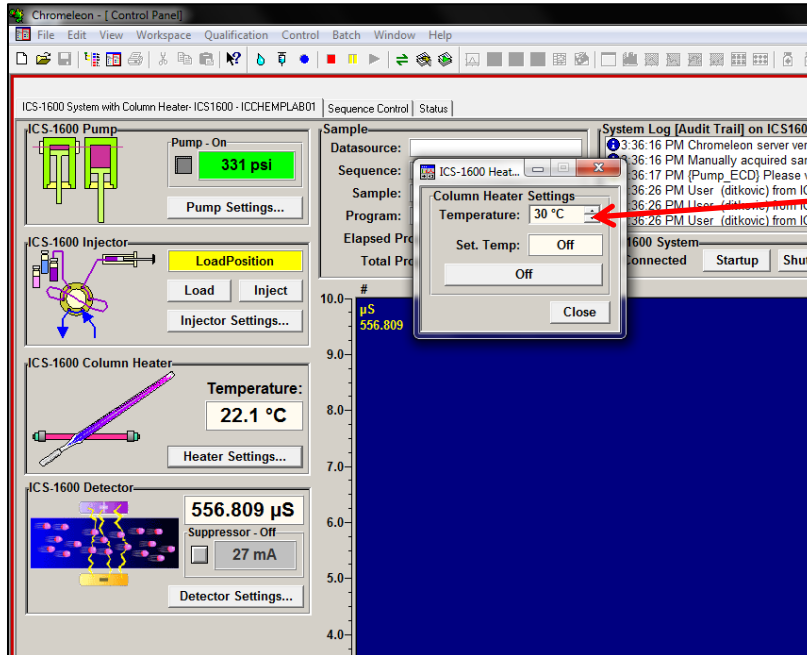 Chromeleon - [ Control Panel]
File Edit View Workspace Qualification Control Batch Window Help
ICS-1600 System with Column Heater- ICS1600 - ICCHEMPLAB01 Sequence Control Status
ICS-1600 Pump
Pump - On
331 psi
Pump Settings...
ICS-1600 Injector
LoadPosition
Load Inject
Injector Settings...
ICS-1600 Column Heater
Temperature:
22.1 °C
Heater Settings...
ICS-1600 Detector
556.809 µS
Suppressor - Off
27 mA
Detector Settings...
Sample
Datasource:
Sequence:
Sample:
Program:
Elapsed Pro
Total Pro
ICS-1600 Heat...
Column Heater Settings
Temperature: 30 °C
Set. Temp: Off
Off
Close
System Log [Audit Trail] on ICS160
3:36:16 PM Chromeleon server ver
3:36:16 PM Manually acquired sam
:36:17 PM {Pump_ECD} Please v
:36:26 PM User (ditkovic) from IC
:36:26 PM User (ditkovic) from IC
:36:26 PM User (ditkovic) from IC
1600 System
Connected Startup Shut
#
µS
556.809
10.0
9.0
8.0
7.0
6.0
5.0
4.0